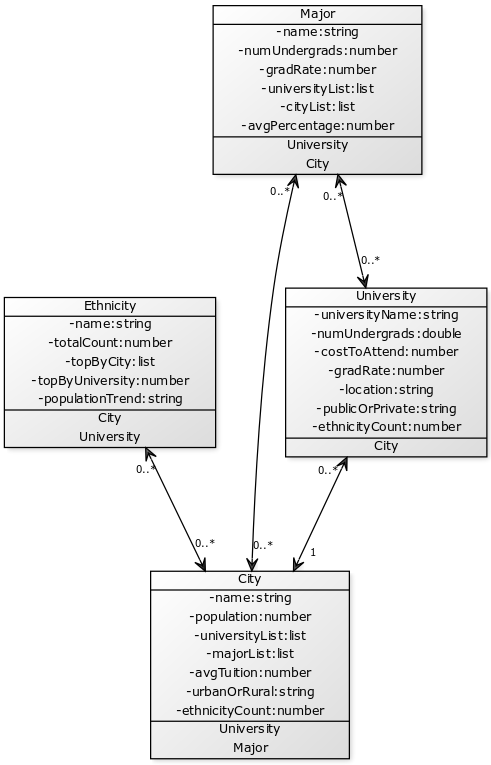 Major
-name:string
-numUndergrads:number
-gradRate:number
-universityList:list
-cityList:list
-avgPercentage:number
University
City
0..*
0..*
0..*
University
-universityName:string
-numUndergrads:double
-costToAttend:number
-gradRate:number
-location:string
-publicOrPrivate:string
-ethnicityCount:number
City
Ethnicity
-name:string
-totalCount:number
-topByCity:list
-topByUniversity:number
-populationTrend:string
City
University
0..*
0..*
0..*
0..*
1
City
-name:string
-population:number
-universityList:list
-majorList:list
-avgTuition:number
-urbanOrRural:string
-ethnicityCount:number
University
Major